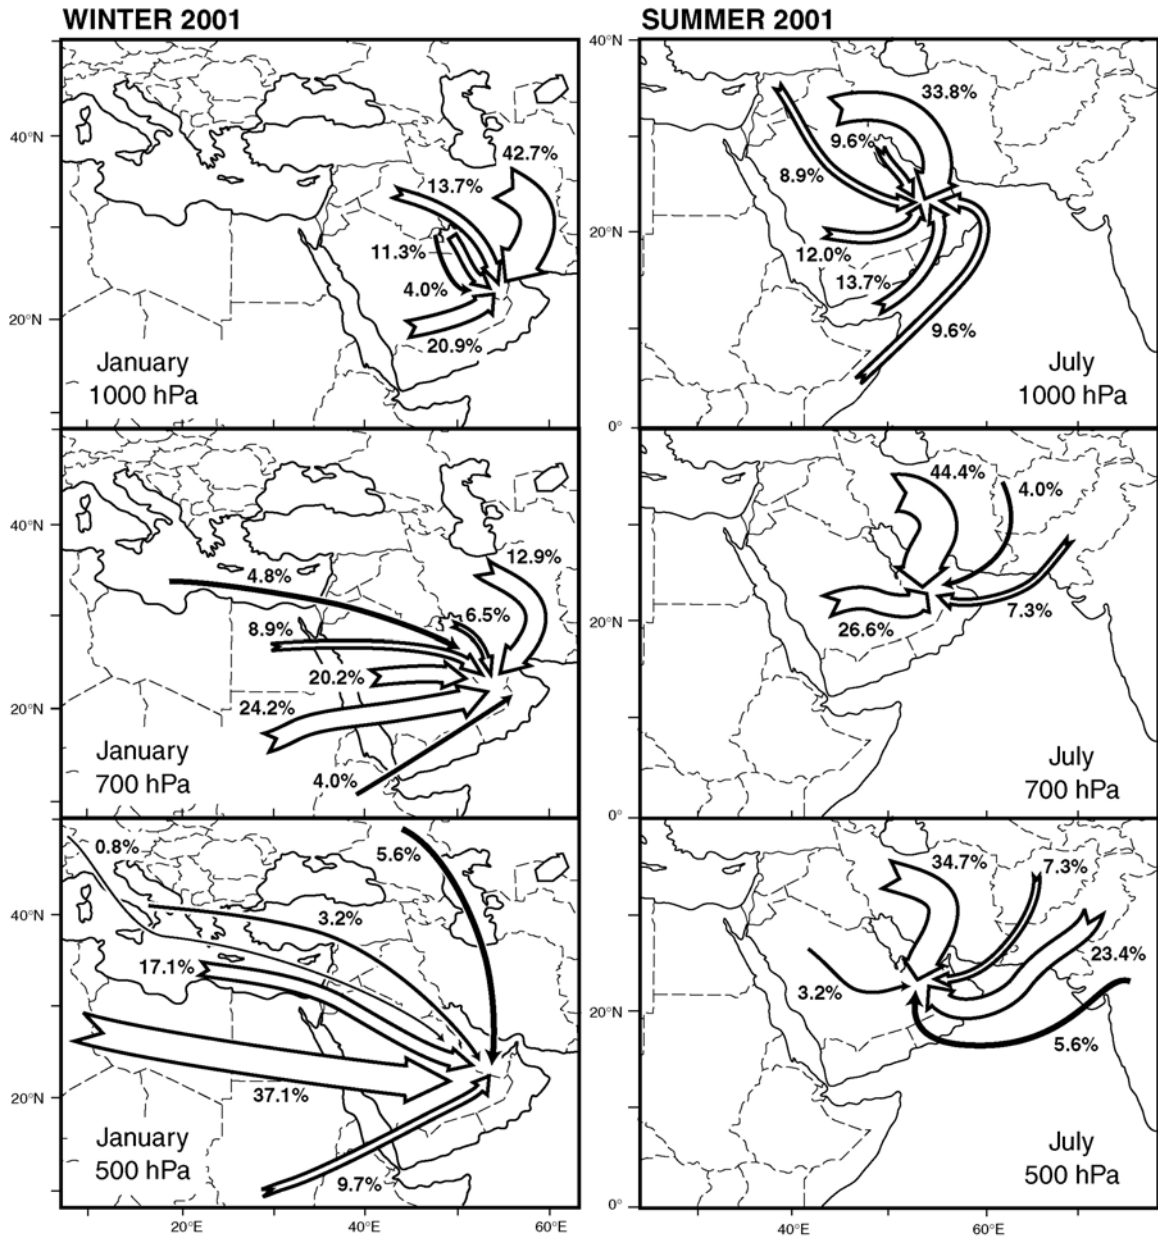 WINTER 2001
SUMMER 2001
40°N
20°N
42.7%
13.7%
11.3%
4.0%
20.9%
January
1000 hPa
40°N
20°N
0°
33.8%
9.6%
8.9%
12.0%
13.7%
9.6%
July
1000 hPa
40°N
20°N
12.9%
4.8%
6.5%
8.9%
20.2%
24.2%
4.0%
January
700 hPa
20°N
0°
44.4%
4.0%
7.3%
26.6%
July
700 hPa
40°N
20°N
0.8%
5.6%
3.2%
17.1%
37.1%
9.7%
January
500 hPa
20°E
40°E
60°E
20°N
0°
34.7%
7.3%
23.4%
3.2%
5.6%
July
500 hPa
40°E
60°E